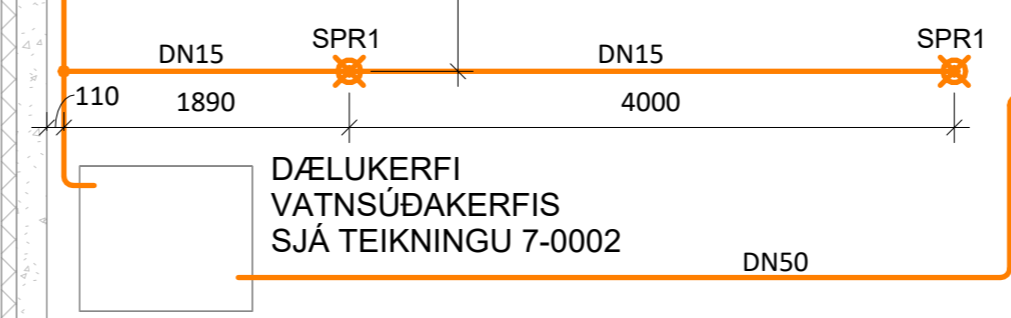 SPR1
SPR1
DN15
DN15
110
1890
4000
DÆLUKERFI
VATNSÚÐAKERFIS
SJÁ TEIKNINGU 7-0002
DN50